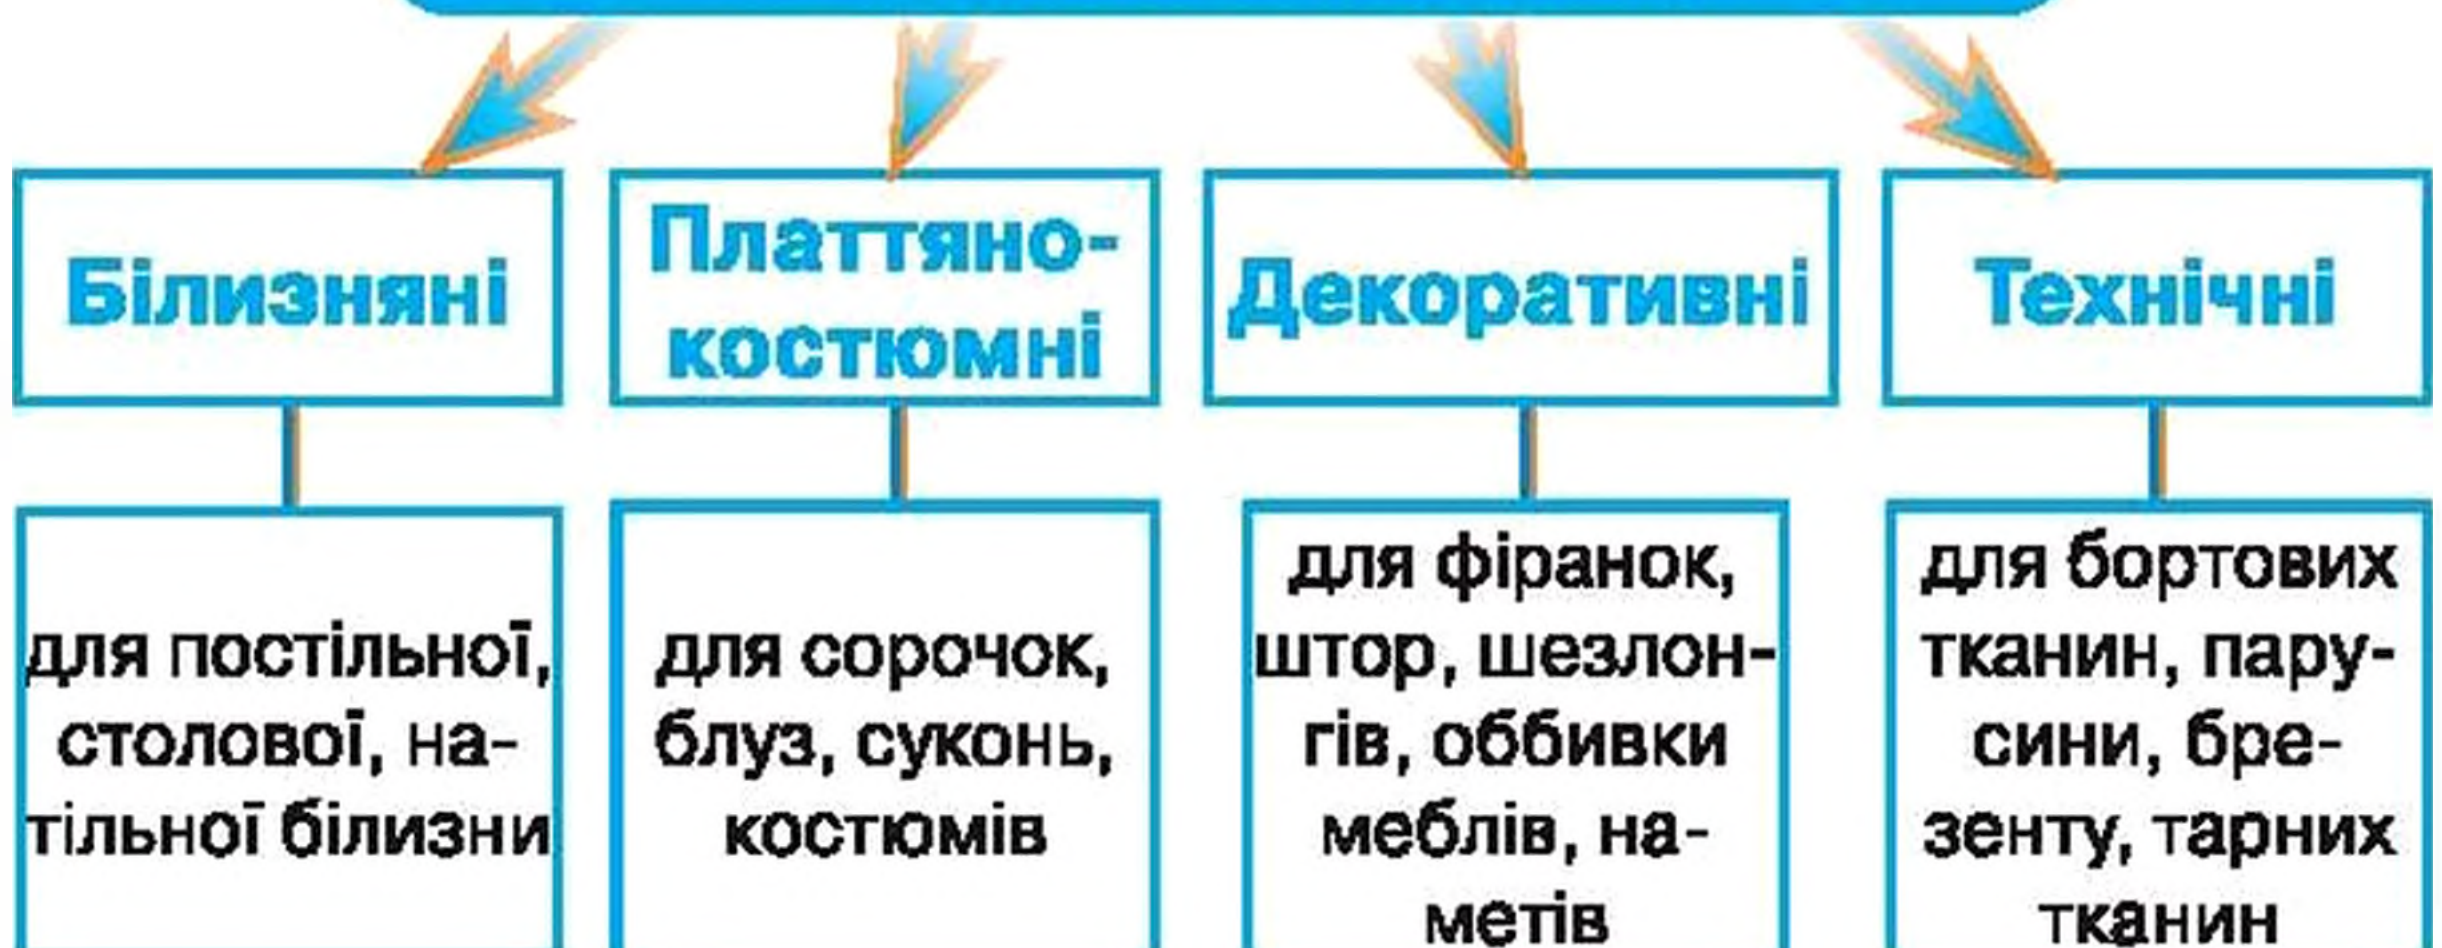 Білизняні
Платтяно-
костюмні
Декоративні
Технічні
для постільної,
столової, на-
тільної білизни
для сорочок,
блуз, суконь,
костюмів
для фіранок,
штор, шезлон-
гів, оббивки
меблів, на-
метів
для бортових
тканин, пару-
сини, бре-
зенту, тарних
тканин